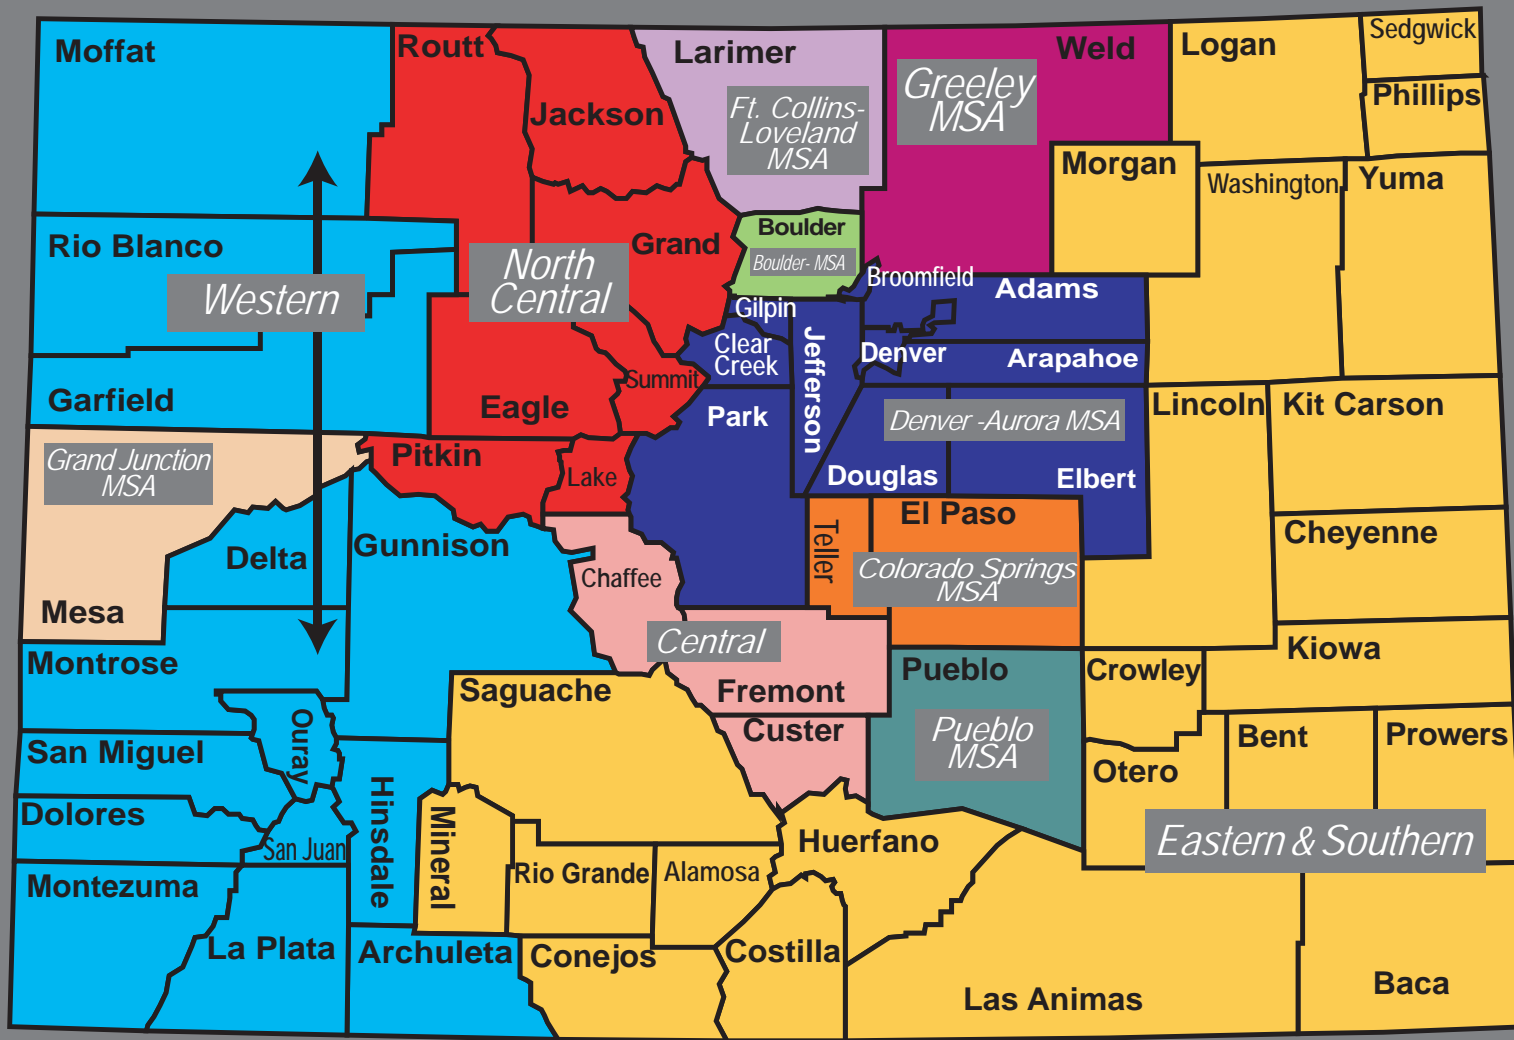 Moffat
Routt
Larimer
Weld
Logan
Sedgwick
Jackson
Greeley
MSA
Phillips
Ft. Collins-
Loveland
MSA
Morgan
Washington
Yuma
Rio Blanco
Grand
Boulder
Boulder- MSA
Western
North
Central
Broomfield
Adams
Gilpin
Clear
Creek
Jefferson
Denver
Arapahoe
Garfield
Eagle
Summit
Park
Denver -Aurora MSA
Lincoln
Kit Carson
Grand Junction
MSA
Pitkin
Lake
Douglas
Elbert
Delta
Gunnison
Teller
El Paso
Cheyenne
Chaffee
Colorado Springs
MSA
Mesa
Central
Montrose
Kiowa
Saguache
Fremont
Pueblo
Crowley
Ouray
Custer
Pueblo
MSA
Bent
Prowers
San Miguel
Otero
Dolores
Hinsdale
Mineral
Huerfano
Eastern & Southern
San Juan
Rio Grande
Alamosa
Montezuma
La Plata
Archuleta
Conejos
Costilla
Las Animas
Baca